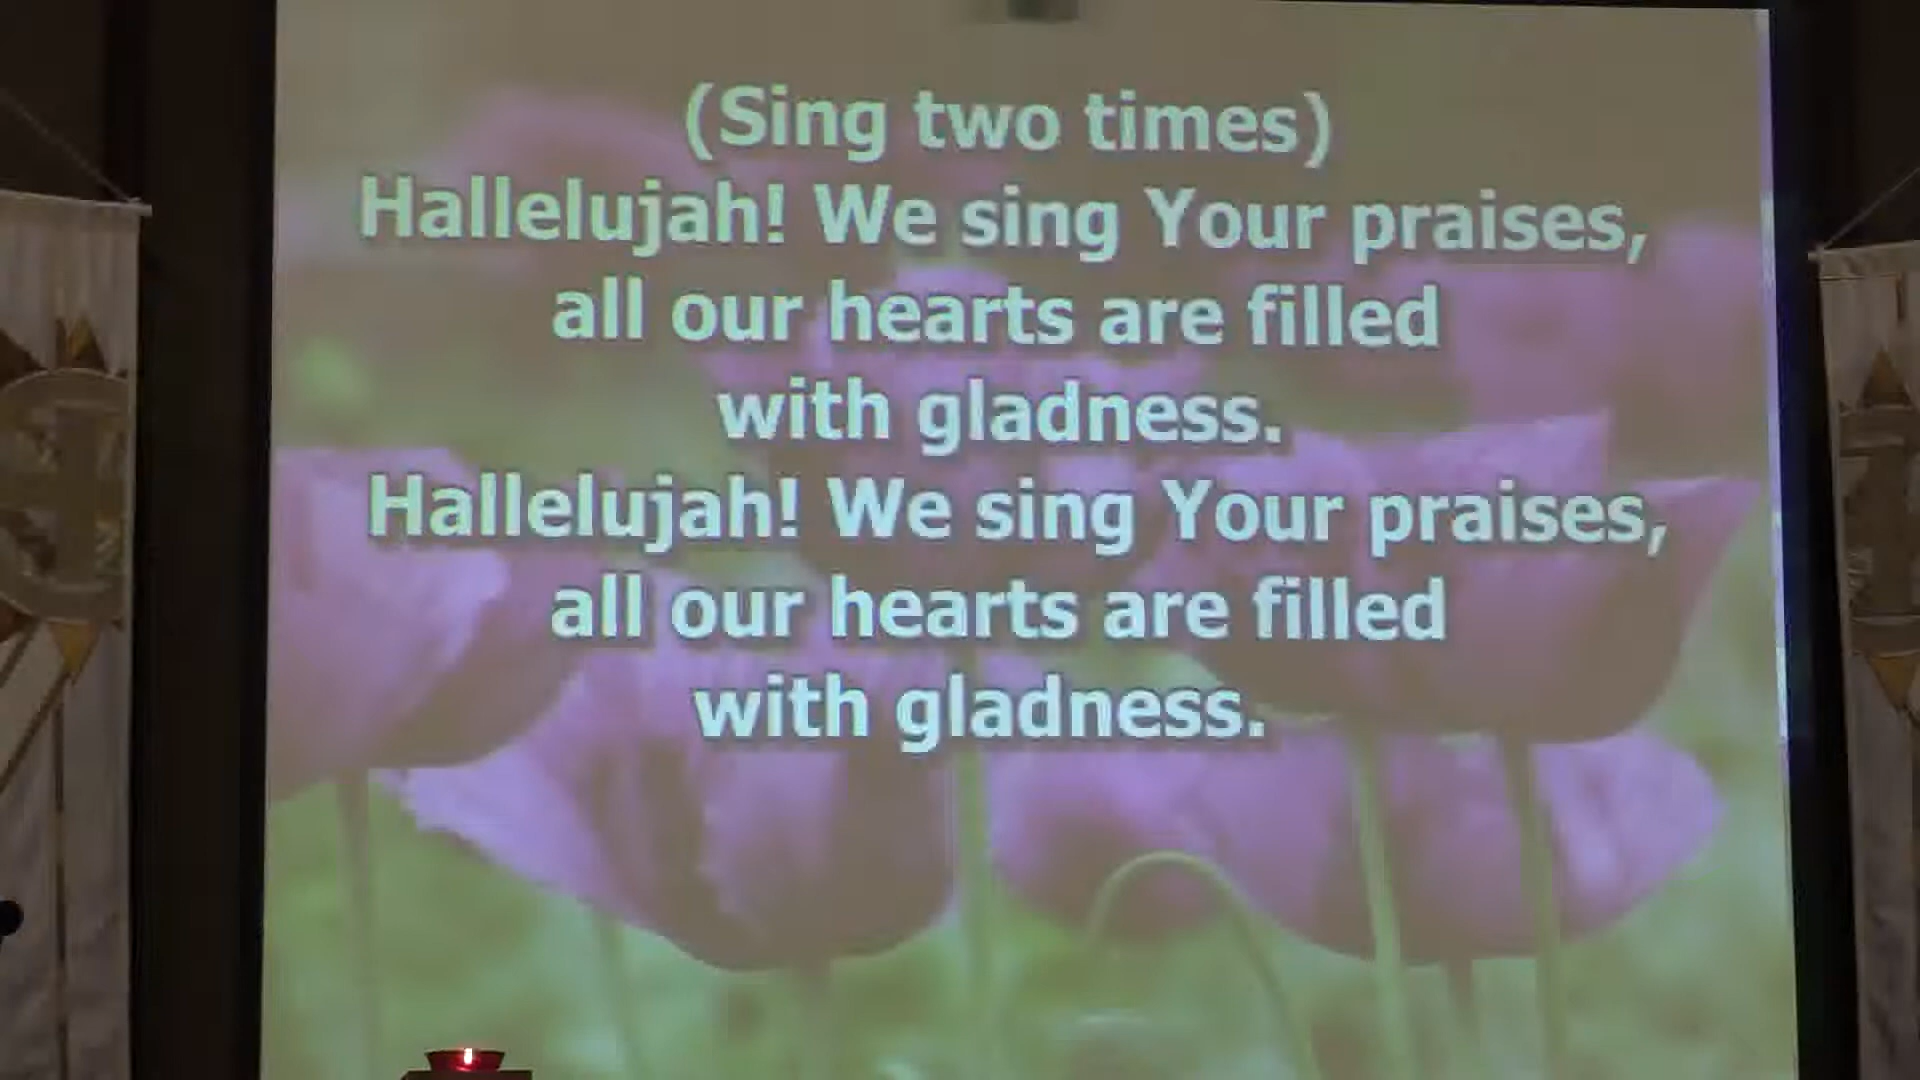 (Sing two times)
Hallelujah! We sing Your praises,
all our hearts are filled
with gladness.
Hallelujah! We sing Your praises,
all our hearts are filled
with gladness.